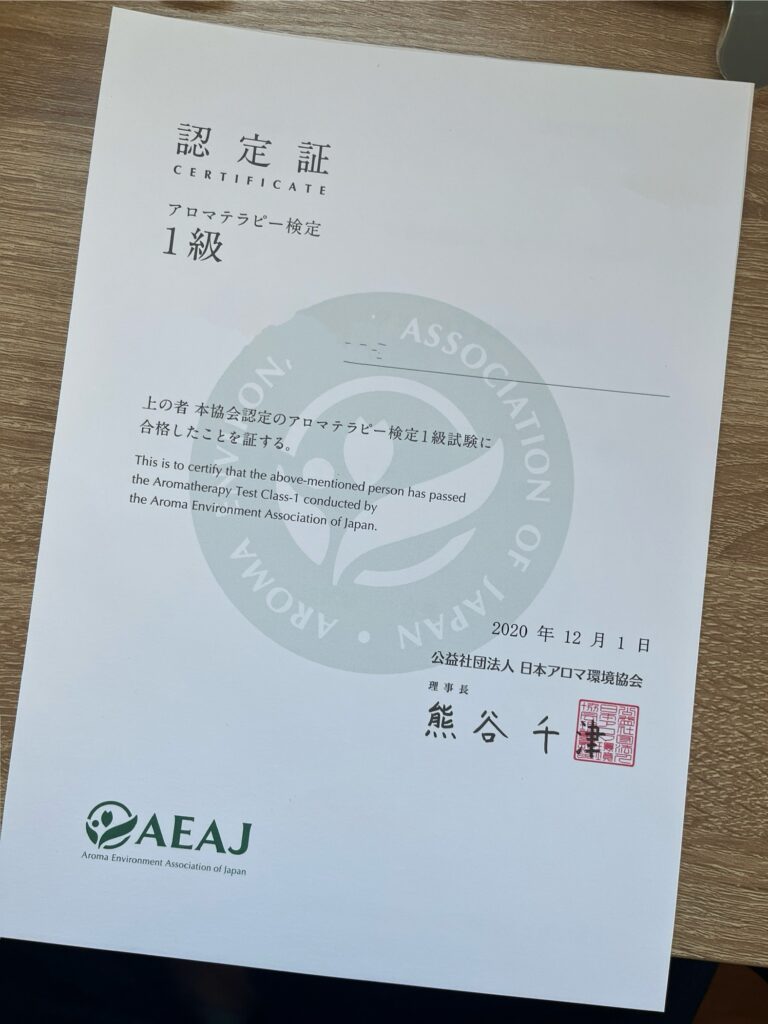 認定証
CERTIFICATE
アロマテラピー検定
1級
上の者 本協会認定のアロマテラピー検定1級試験に
合格したことを証する。
This is to certify that the above-mentioned person has passed
the Aromatherapy Test Class-1 conducted by
the Aroma Environment Association of Japan.
AROMA ASSOCIATION OF JAPAN
2020 年 12 月 1 日
公益社団法人 日本アロマ環境協会
理事長
熊谷 千津
AEAJ
Aroma Environment Association of Japan